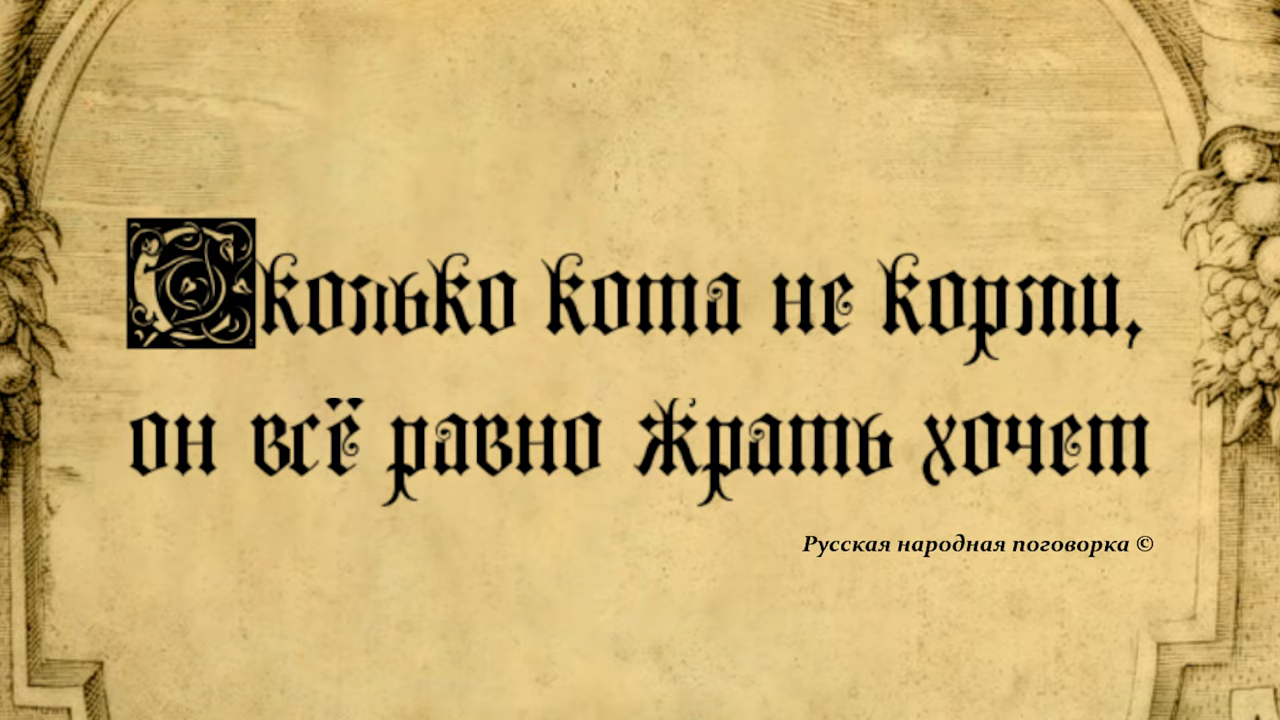 Сколько кота не корми,
он всё равно жрать хочет
Русская народная поговорка ©